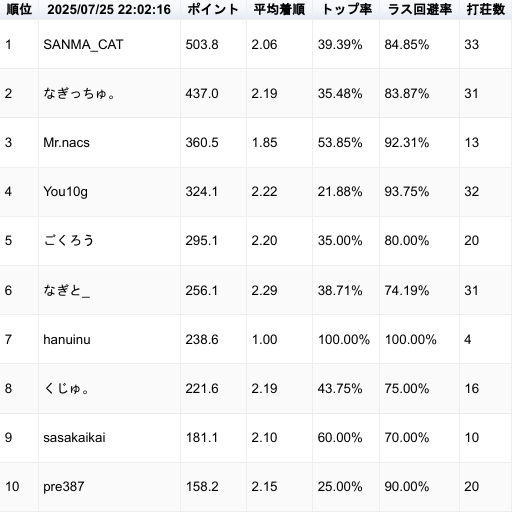 順位 2025/07/25 22:02:16 ポイント 平均着順 トップ率 ラス回避率 打荘数
1 SANMA_CAT 503.8 2.06 39.39% 84.85% 33
2 なぎっちゅ。 437.0 2.19 35.48% 83.87% 31
3 Mr.nacs 360.5 1.85 53.85% 92.31% 13
4 You10g 324.1 2.22 21.88% 93.75% 32
5 ごくろう 295.1 2.20 35.00% 80.00% 20
6 なぎと_ 256.1 2.29 38.71% 74.19% 31
7 hanuinu 238.6 1.00 100.00% 100.00% 4
8 くじゅ。 221.6 2.19 43.75% 75.00% 16
9 sasakaikai 181.1 2.10 60.00% 70.00% 10
10 pre387 158.2 2.15 25.00% 90.00% 20